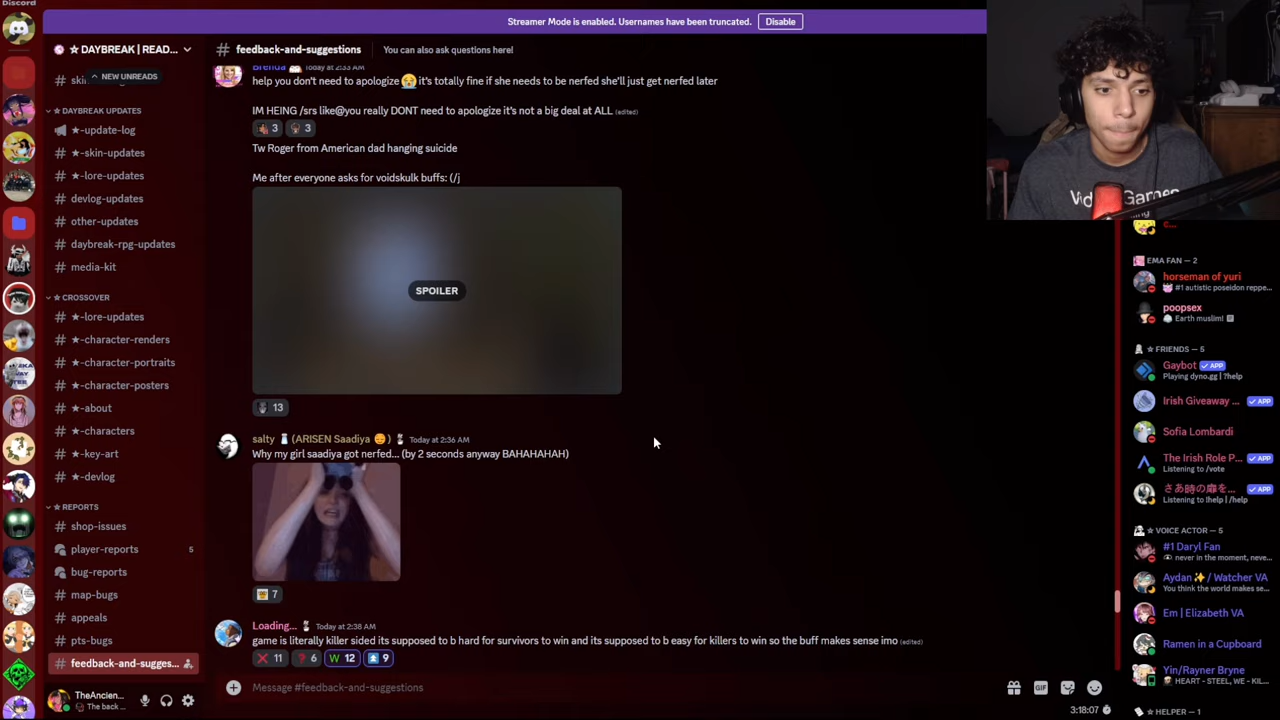 Discord
Streamer Mode is enabled. Usernames have been truncated.
Disable
★ DAYBREAK | READ...
# feedback-and-suggestions
You can also ask questions here!
NEW UNREADS
DAYBREAK UPDATES
★-update-log
★-skin-updates
★-lore-updates
devlog-updates
other-updates
daybreak-rpg-updates
media-kit
CROSSOVER
★-lore-updates
★-character-renders
★-character-portraits
★-character-posters
★-about
★-characters
★-key-art
★-devlog
REPORTS
shop-issues
player-reports 5
bug-reports
map-bugs
appeals
pts-bugs
feedback-and-sugges...
TheAncien...
The back
Brenda Today at 2:33 AM
help you don't need to apologize it's totally fine if she needs to be nerfed she'll just get nerfed later
IM HEING /srs like@you really DONT need to apologize it's not a big deal at ALL (edited)
3 3
Tw Roger from American dad hanging suicide
Me after everyone asks for voidskulk buffs: (/j
SPOILER
13
salty (ARISEN Saadiya ) Today at 2:36 AM
Why my girl saadiya got nerfed... (by 2 seconds anyway BAHAHAHAH)
7
Loading... Today at 2:38 AM
game is literally killer sided its supposed to b hard for survivors to win and its supposed to b easy for killers to win so the buff makes sense imo (edited)
11 6 W 12 9
Message #feedback-and-suggestions
GIF
EMA FAN — 2
horseman of yuri
#1 autistic poseidon reppe...
poopsex
Earth muslim!
FRIENDS — 5
Gaybot APP
Playing dyno.gg | ?help
Irish Giveaway ... APP
Sofia Lombardi
The Irish Role P... APP
Listening to /vote
さあ時の扉を... APP
Listening to !help | /help
VOICE ACTOR — 5
#1 Daryl Fan
never in the moment, neve...
Aydan / Watcher VA
You think the world makes se...
Em | Elizabeth VA
Ramen in a Cupboard
Yin/Rayner Bryne
HEART - STEEL, WE - KIL...
HELPER — 1
3:18:07